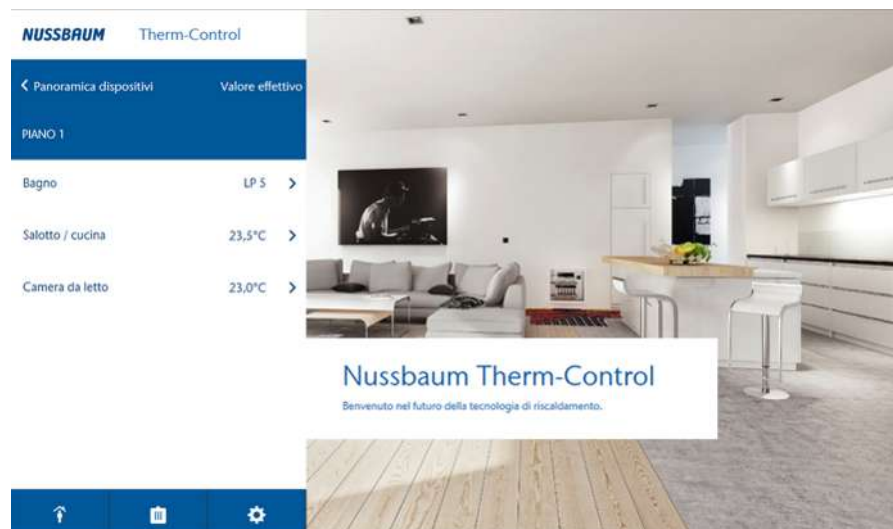 NUSSBAUM Therm-Control
Panoramica dispositivi Valore effettivo
PIANO 1
Bagno LP 5
Salotto / cucina 23,5°C
Camera da letto 23,0°C
Nussbaum Therm-Control
Benvenuto nel futuro della tecnologia di riscaldamento.